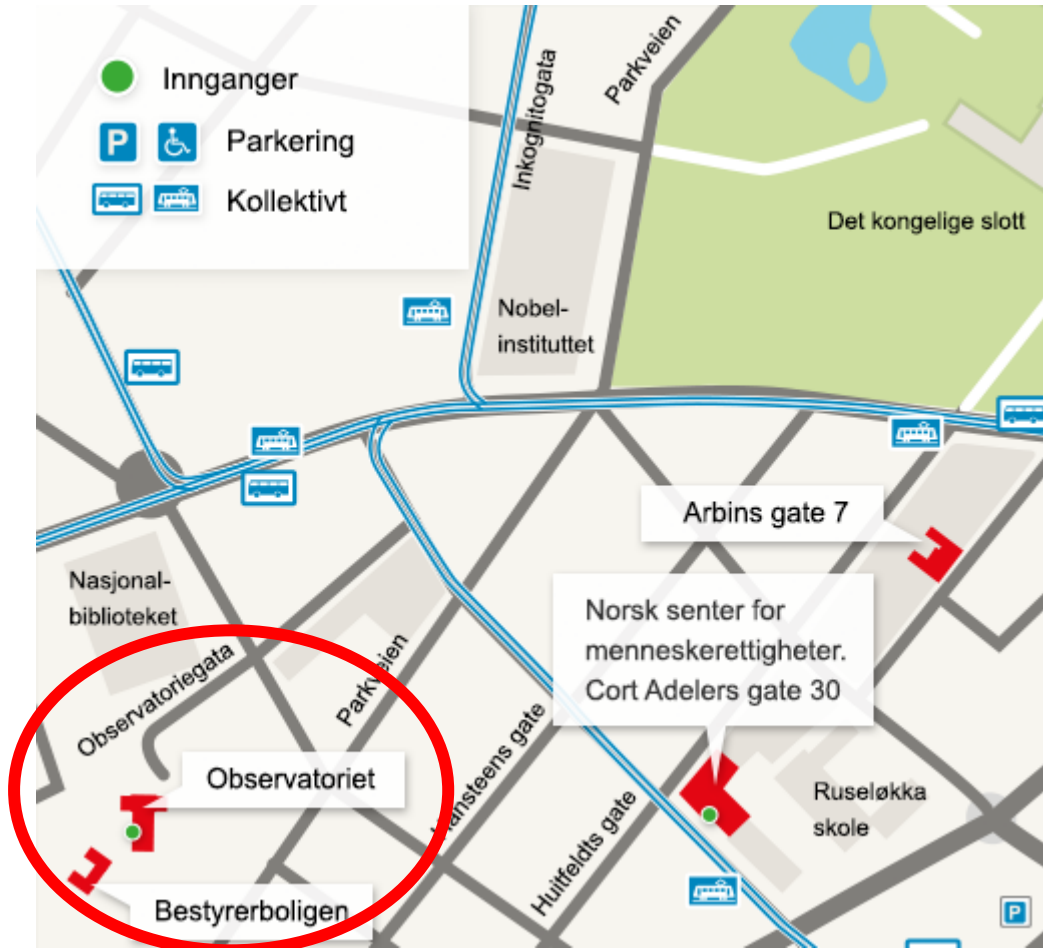 Innganger
P
Parkering
Kollektivt
Inkognitogata
Parkveien
Det kongelige slott
Nobel-
instituttet
Arbins gate 7
Nasjonal-
biblioteket
Norsk senter for
menneskerettigheter.
Cort Adelers gate 30
Observatoriegata
Parkveien
Observatoriet
Hansteens gate
Huitfeldts gate
Ruseløkka
skole
Bestyrerboligen
P